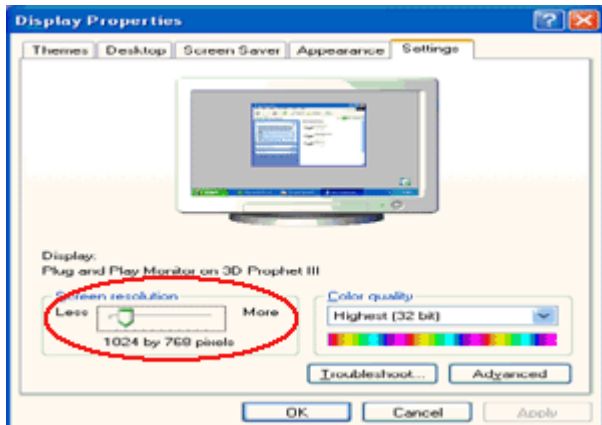 Display Properties
Themes Desktop Screen Saver Appearance Settings
Display:
Plug and Play Monitor on 3D Prophet III
Screen resolution
Less More
1024 by 768 pixels
Color quality
Highest (32 bit)
Troubleshoot... Advanced
OK Cancel Apply